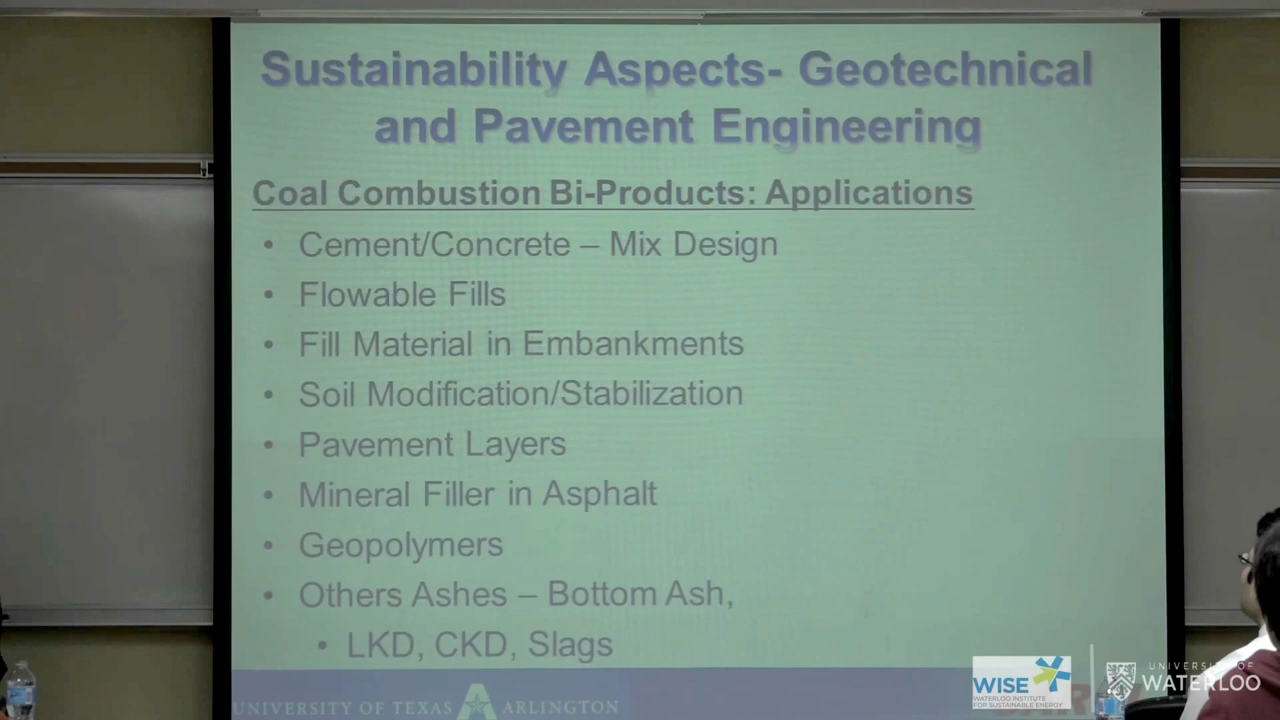 Sustainability Aspects- Geotechnical
and Pavement Engineering
Coal Combustion Bi-Products: Applications
• Cement/Concrete – Mix Design
• Flowable Fills
• Fill Material in Embankments
• Soil Modification/Stabilization
• Pavement Layers
• Mineral Filler in Asphalt
• Geopolymers
• Others Ashes – Bottom Ash,
• LKD, CKD, Slags
UNIVERSITY OF TEXAS ARLINGTON
WISE
WATERLOO INSTITUTE
FOR SUSTAINABLE ENERGY
UNIVERSITY OF
WATERLOO